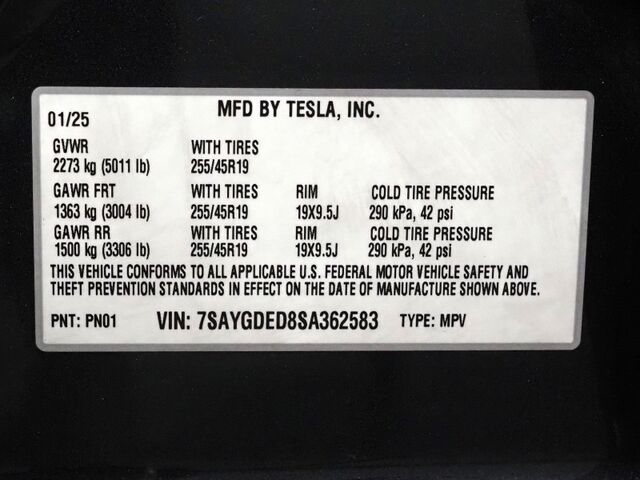 01/25 MFD BY TESLA, INC.
GVWR WITH TIRES
2273 kg (5011 lb) 255/45R19
GAWR FRT WITH TIRES RIM COLD TIRE PRESSURE
1363 kg (3004 lb) 255/45R19 19X9.5J 290 kPa, 42 psi
GAWR RR WITH TIRES RIM COLD TIRE PRESSURE
1500 kg (3306 lb) 255/45R19 19X9.5J 290 kPa, 42 psi
THIS VEHICLE CONFORMS TO ALL APPLICABLE U.S. FEDERAL MOTOR VEHICLE SAFETY AND
THEFT PREVENTION STANDARDS IN EFFECT ON THE DATE OF MANUFACTURE SHOWN ABOVE.
PNT: PN01 VIN: 7SAYGDED8SA362583 TYPE: MPV